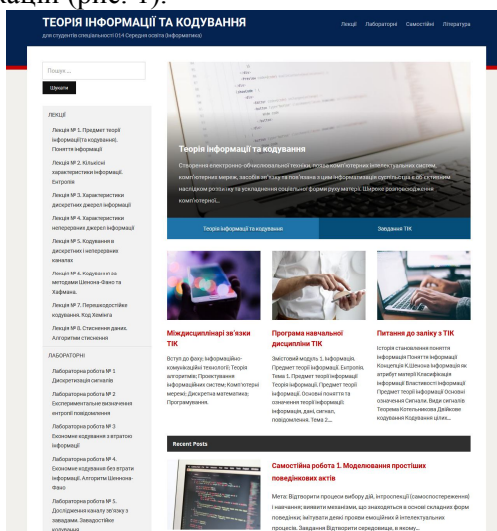 кацій (рис. 1).
ТЕОРІЯ ІНФОРМАЦІЇ ТА КОДУВАННЯ
для студентів спеціальності 014 Середня освіта (Інформатика)
Лекції Лабораторні Самостійні Література
Пошук ...
Шукати
ЛЕКЦІЇ
Лекція № 1. Предмет теорії
інформації(та кодування).
Поняття інформації
Лекція № 2. Кількісні
характеристики інформації.
Ентропія
Лекція № 3. Характеристики
дискретних джерел інформації
Лекція № 4. Характеристики
неперервних джерел інформації
Лекція № 5. Кодування в
дискретних і неперервних
каналах
Лекція № 6. Кодування за
методами Шенона-Фано та
Хафмана.
Лекція № 7. Перешкодостійке
кодування. Код Хемінга
Лекція № 8. Стиснення даних.
Алгоритми стиснення
ЛАБОРАТОРНІ
Лабораторна робота № 1
Дискретизація сигналів
Лабораторна робота № 2
Експериментальне визначення
ентропії повідомлення
Лабораторна робота № 3
Економне кодування з втратою
інформації
Лабораторна робота № 4.
Економне кодування без втрати
інформації. Алгоритм Шеннона-
Фано
Лабораторна робота № 5.
Дослідження каналу зв'язку з
завадами. Завадостійке
кодування
Теорія інформації та кодування
Створення електронно-обчислювальної техніки, поява комп'ютерних інтелектуальних систем,
комп'ютерних мереж, засобів зв'язку та пов'язана з цим інформатизація суспільства є об'єктивним
наслідком розвитку та ускладнення соціальної форми руху матерії. Широке розповсюдження
комп'ютерної...
Теорія інформації та кодування Завдання ТІК
Міждисциплінарні зв'язки
ТІК
Вступ до фаху; Інформаційно-
комунікаційні технології; Теорія
алгоритмів; Проектування
інформаційних систем; Комп'ютерні
мережі; Дискретна математика;
Програмування.
Програма навчальної
дисципліни ТІК
Змістовий модуль 1. Інформація.
Предмет теорії інформації. Ентропія.
Тема 1. Предмет теорії інформації
Теорія інформації. Предмет теорії
інформації. Основні поняття та
означення теорії інформації:
інформація, дані, сигнал,
повідомлення. Тема 2...
Питання до заліку з ТІК
Історія становлення поняття
інформація Поняття інформації
Концепція К.Шенона Інформація як
атрибут матерії Класифікація
інформації Властивості інформації
Предмет теорії інформації Основні
означення Сигнали. Види сигналів
Теорема Котельникова Двійкове
кодування Кодування цілих...
Recent Posts
Самостійна робота 1. Моделювання простіших
поведінкових актів
Мета: Відтворити процеси вибору дій, інтроспекції (самоспостереження)
і навчання; виявити механізми, що знаходяться в основі складних форм
поведінки; імітувати деякі прояви емоційних й інтелектуальних
процесів. Завдання Відтворити середовище, в якому...